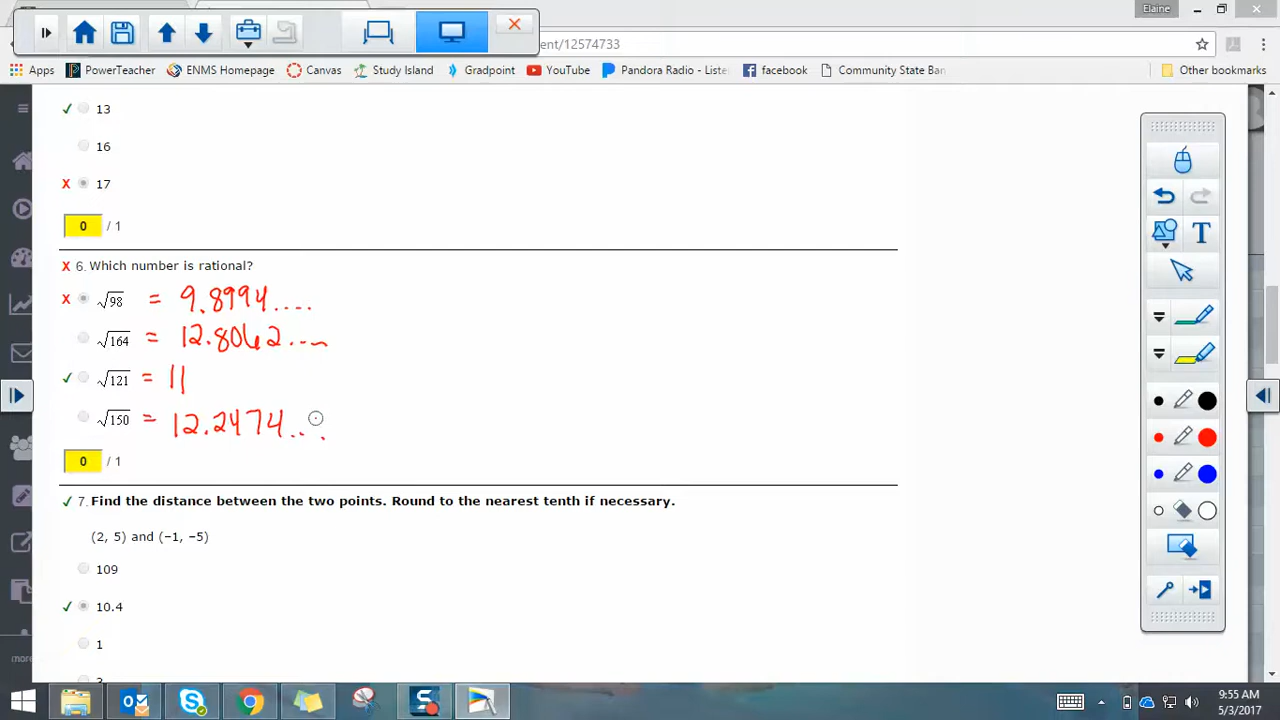 Elaine
ent/12574733
Apps PowerTeacher ENMS Homepage Canvas Study Island Gradpoint YouTube Pandora Radio - Liste facebook Community State Ban Other bookmarks
✓ 13
16
X 17
0 / 1
X 6. Which number is rational?
X √98 = 9.8994....
√164 = 12.8062...
✓ √121 = 11
√150 = 12.2474...
0 / 1
✓ 7. Find the distance between the two points. Round to the nearest tenth if necessary.
(2, 5) and (−1, −5)
109
✓ 10.4
1
more
9:55 AM
5/3/2017